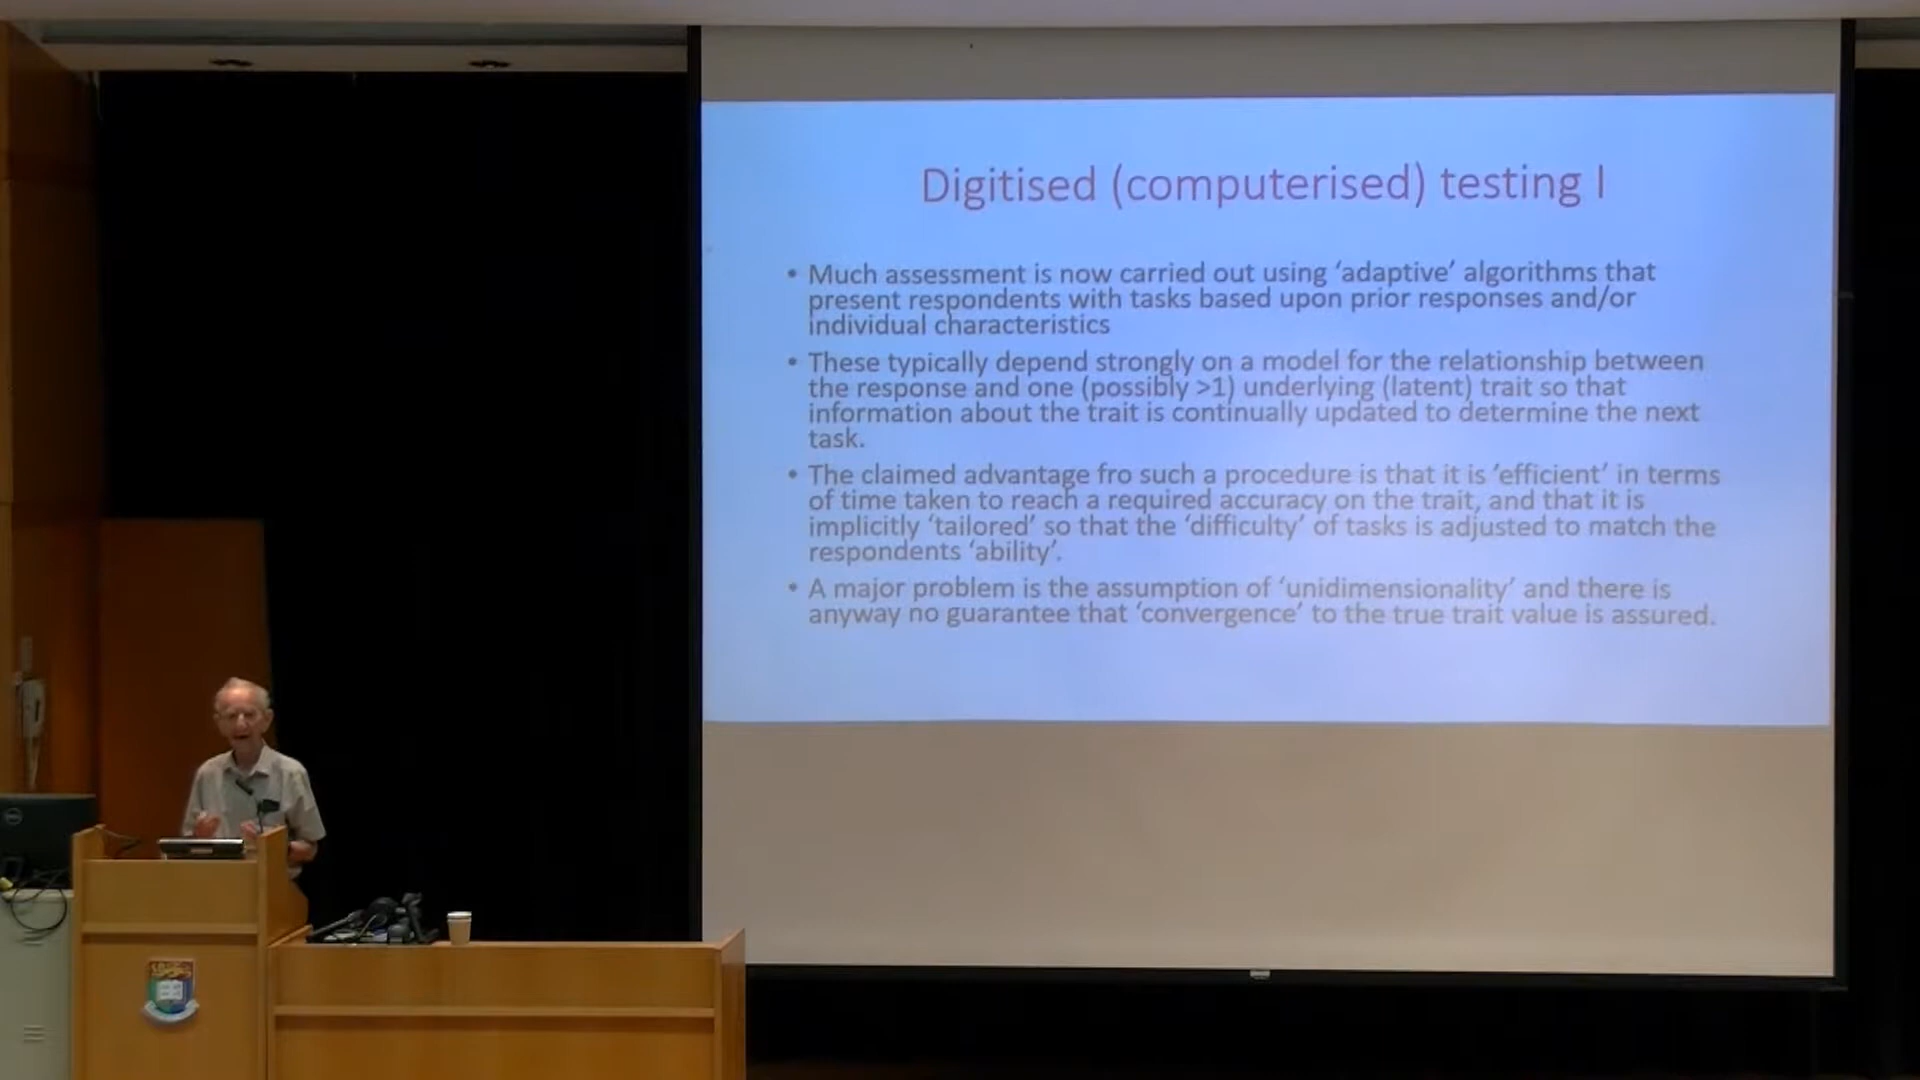 Digitised (computerised) testing I
• Much assessment is now carried out using ‘adaptive’ algorithms that
present respondents with tasks based upon prior responses and/or
individual characteristics
• These typically depend strongly on a model for the relationship between
the response and one (possibly >1) underlying (latent) trait so that
information about the trait is continually updated to determine the next
task.
• The claimed advantage fro such a procedure is that it is ‘efficient’ in terms
of time taken to reach a required accuracy on the trait, and that it is
implicitly ‘tailored’ so that the ‘difficulty’ of tasks is adjusted to match the
respondents ‘ability’.
• A major problem is the assumption of ‘unidimensionality’ and there is
anyway no guarantee that ‘convergence’ to the true trait value is assured.